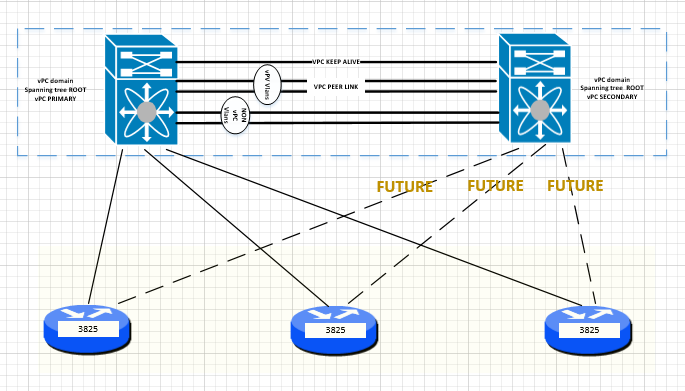 vPC KEEP ALIVE
vPC domain
Spanning tree ROOT
vPC PRIMARY
vPV Vlans
VPC PEER LINK
vPC domain
Spanning tree ROOT
vPC SECONDARY
NON
vPC
Vlans
FUTURE
FUTURE
FUTURE
3825
3825
3825